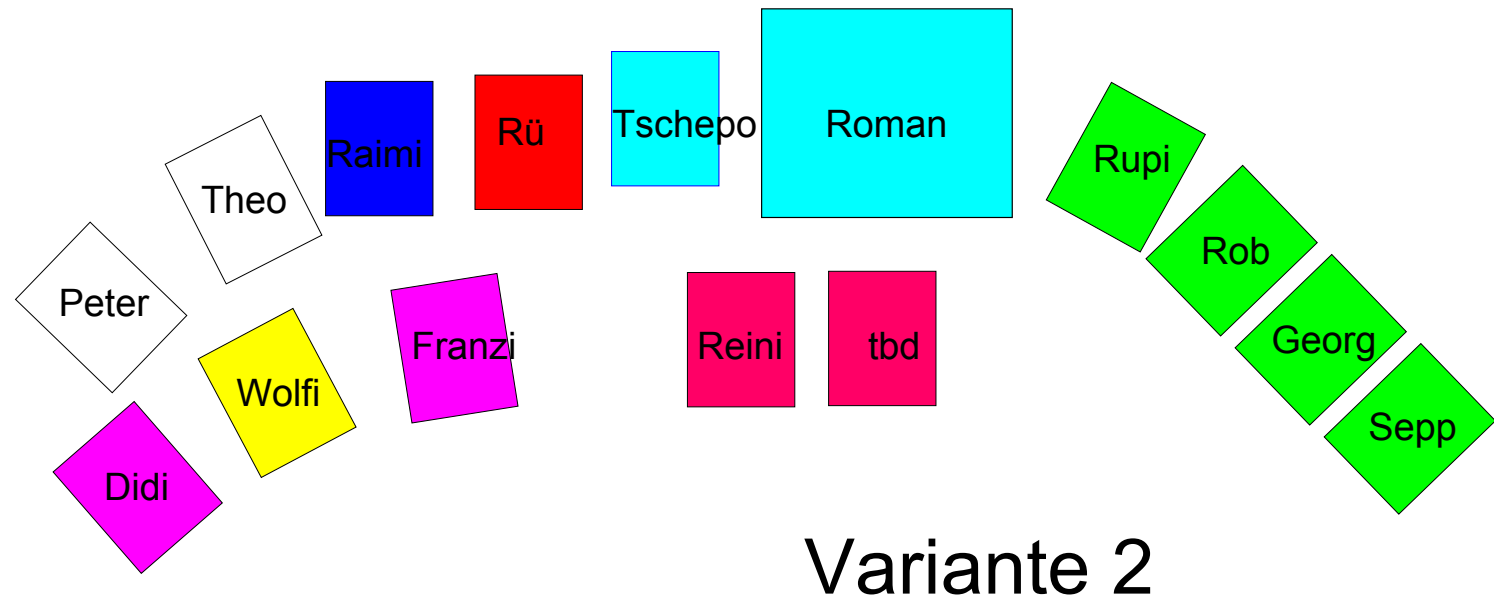 Tschepo
Roman
Rü
Raimi
Rupi
Theo
Rob
Peter
Georg
Franzi
Reini
tbd
Wolfi
Sepp
Didi
Variante 2